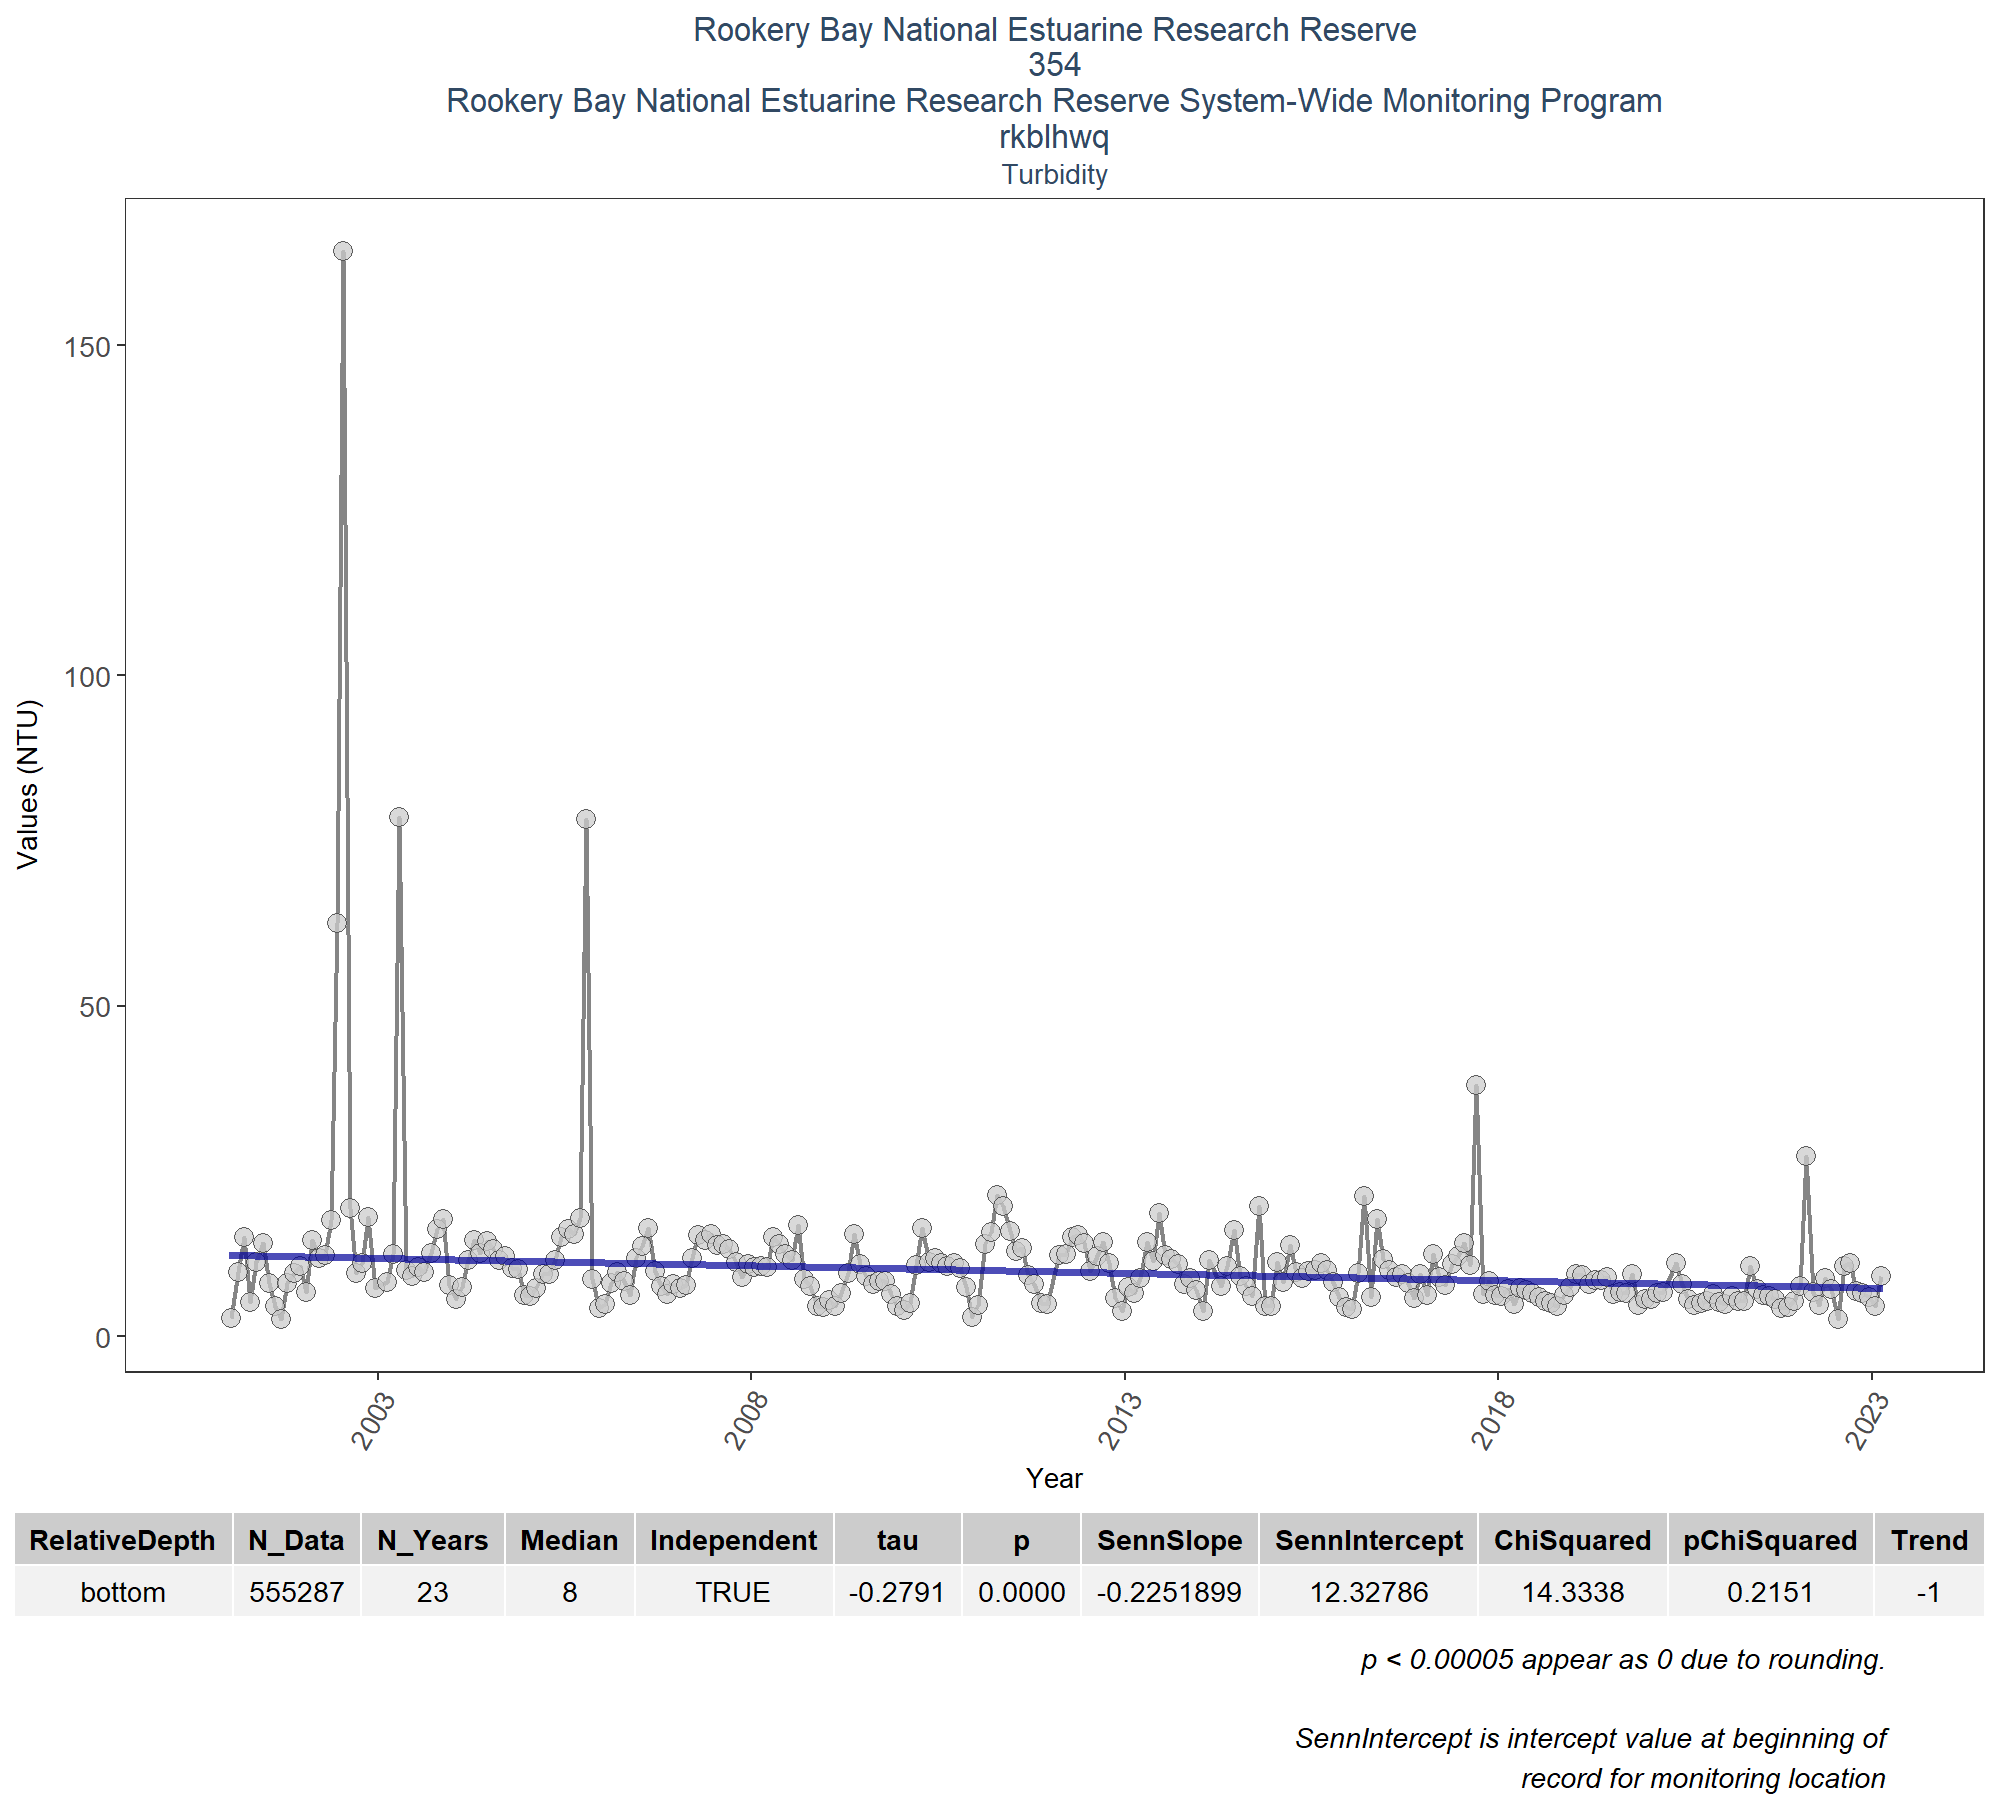 Rookery Bay National Estuarine Research Reserve
354
Rookery Bay National Estuarine Research Reserve System-Wide Monitoring Program
rkblhwq
Turbidity
150
100
50
0
Values (NTU)
2003 2008 2013 2018 2023
Year
RelativeDepth N_Data N_Years Median Independent tau p SennSlope SennIntercept ChiSquared pChiSquared Trend
bottom 555287 23 8 TRUE -0.2791 0.0000 -0.2251899 12.32786 14.3338 0.2151 -1
p < 0.00005 appear as 0 due to rounding.
SennIntercept is intercept value at beginning of
record for monitoring location